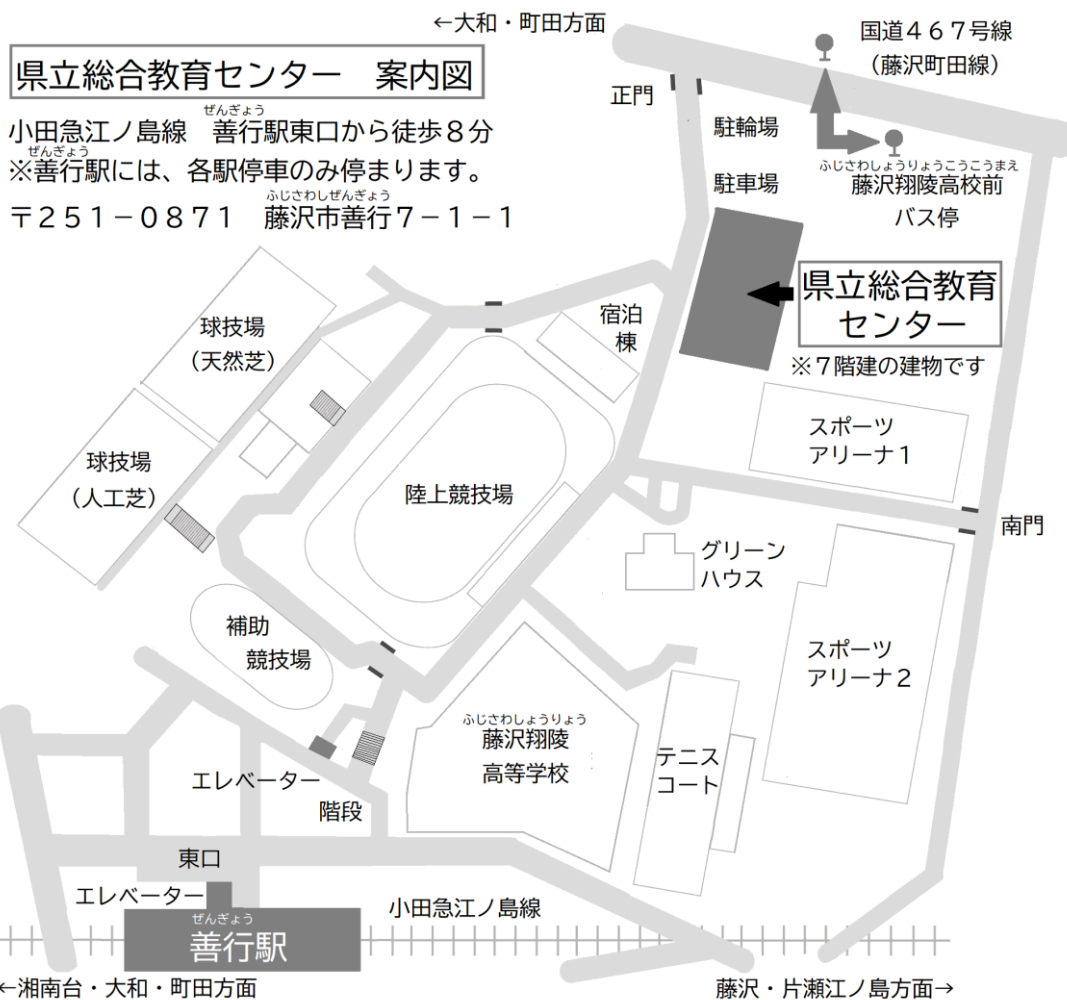 ←大和・町田方面
国道467号線
（藤沢町田線）
県立総合教育センター　案内図
ぜんぎょう
小田急江ノ島線　善行駅東口から徒歩８分
ぜんぎょう
※善行駅には、各駅停車のみ停まります。
ふじさわしぜんぎょう
〒２５１－０８７１　藤沢市善行７－１－１
正門
駐輪場
駐車場
ふじさわしょうりょうこうこうまえ
藤沢翔陵高校前
バス停
県立総合教育
センター
※７階建の建物です
宿泊
棟
球技場
（天然芝）
球技場
（人工芝）
陸上競技場
スポーツ
アリーナ１
南門
グリーン
ハウス
補助
競技場
スポーツ
アリーナ２
ふじさわしょうりょう
藤沢翔陵
高等学校
テニス
コート
エレベーター
階段
東口
エレベーター
ぜんぎょう
善行駅
小田急江ノ島線
←湘南台・大和・町田方面
藤沢・片瀬江ノ島方面→